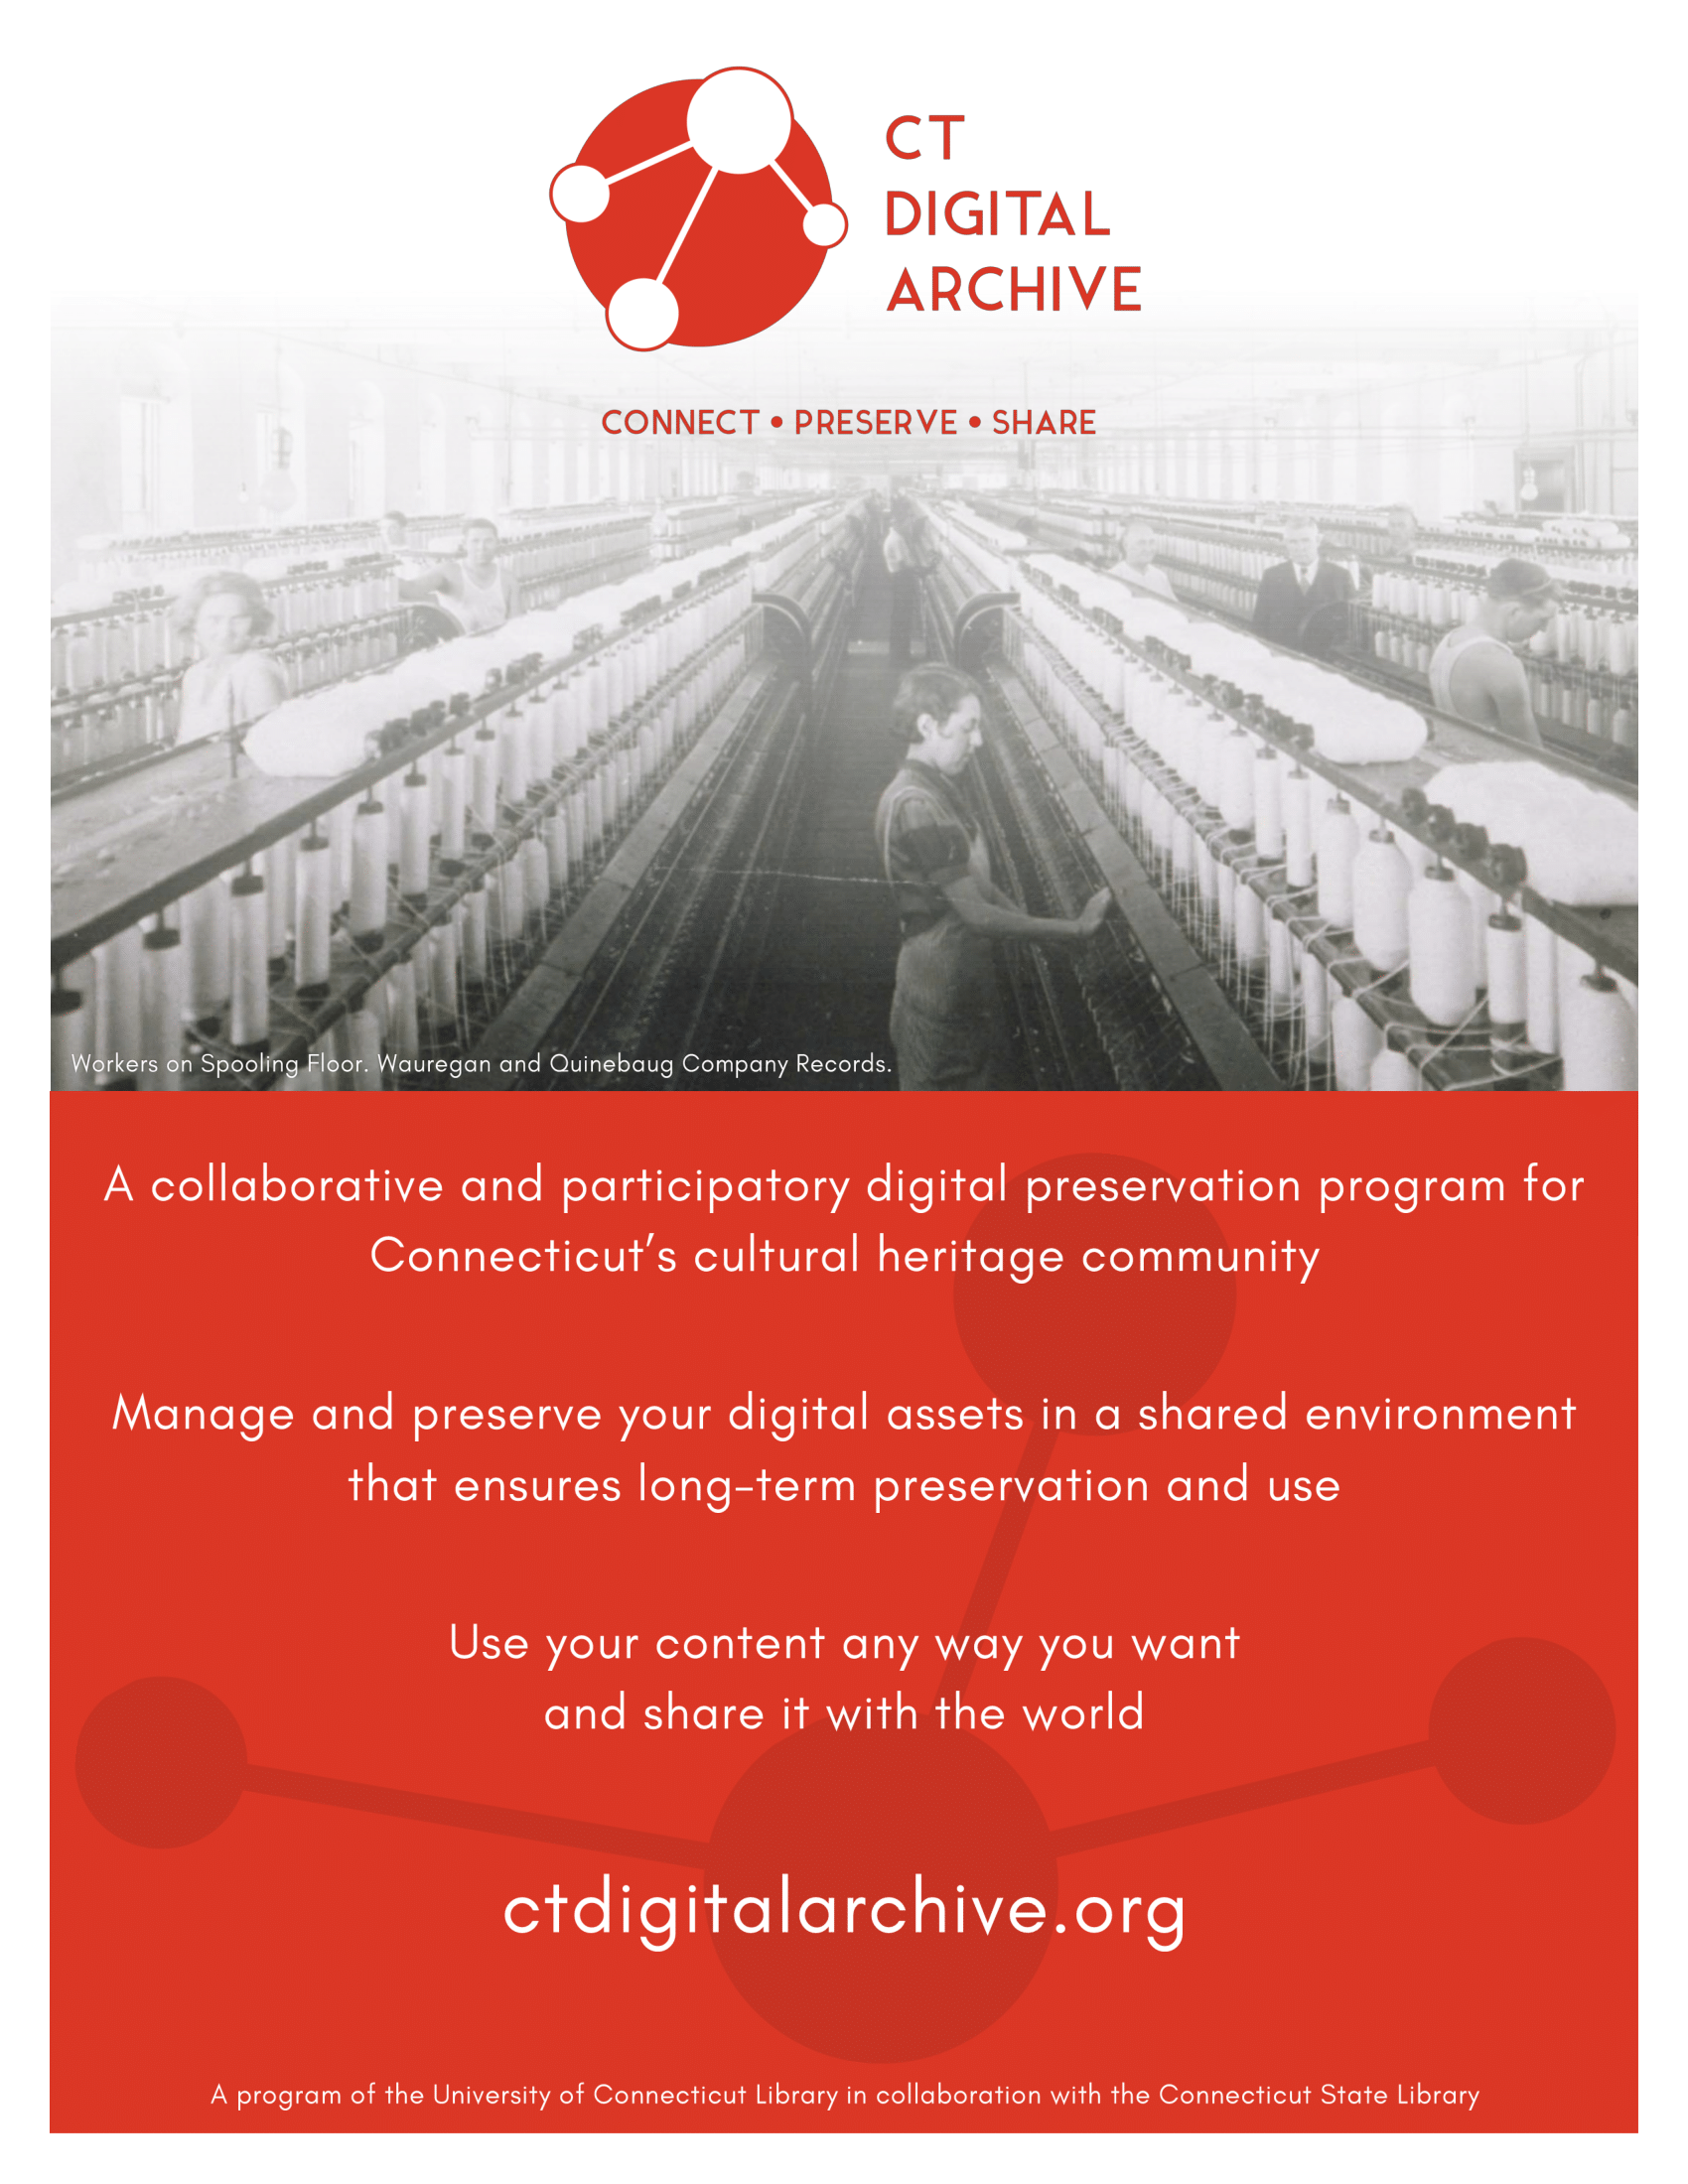 CT
DIGITAL
ARCHIVE
CONNECT • PRESERVE • SHARE
Workers on Spooling Floor. Wauregan and Quinebaug Company Records.
A collaborative and participatory digital preservation program for
Connecticut’s cultural heritage community
Manage and preserve your digital assets in a shared environment
that ensures long-term preservation and use
Use your content any way you want
and share it with the world
ctdigitalarchive.org
A program of the University of Connecticut Library in collaboration with the Connecticut State Library